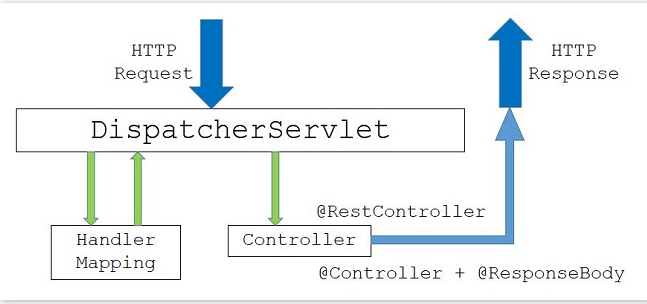 HTTP
Request
HTTP
Response
DispatcherServlet
@RestController
Handler
Mapping
Controller
@Controller + @ResponseBody